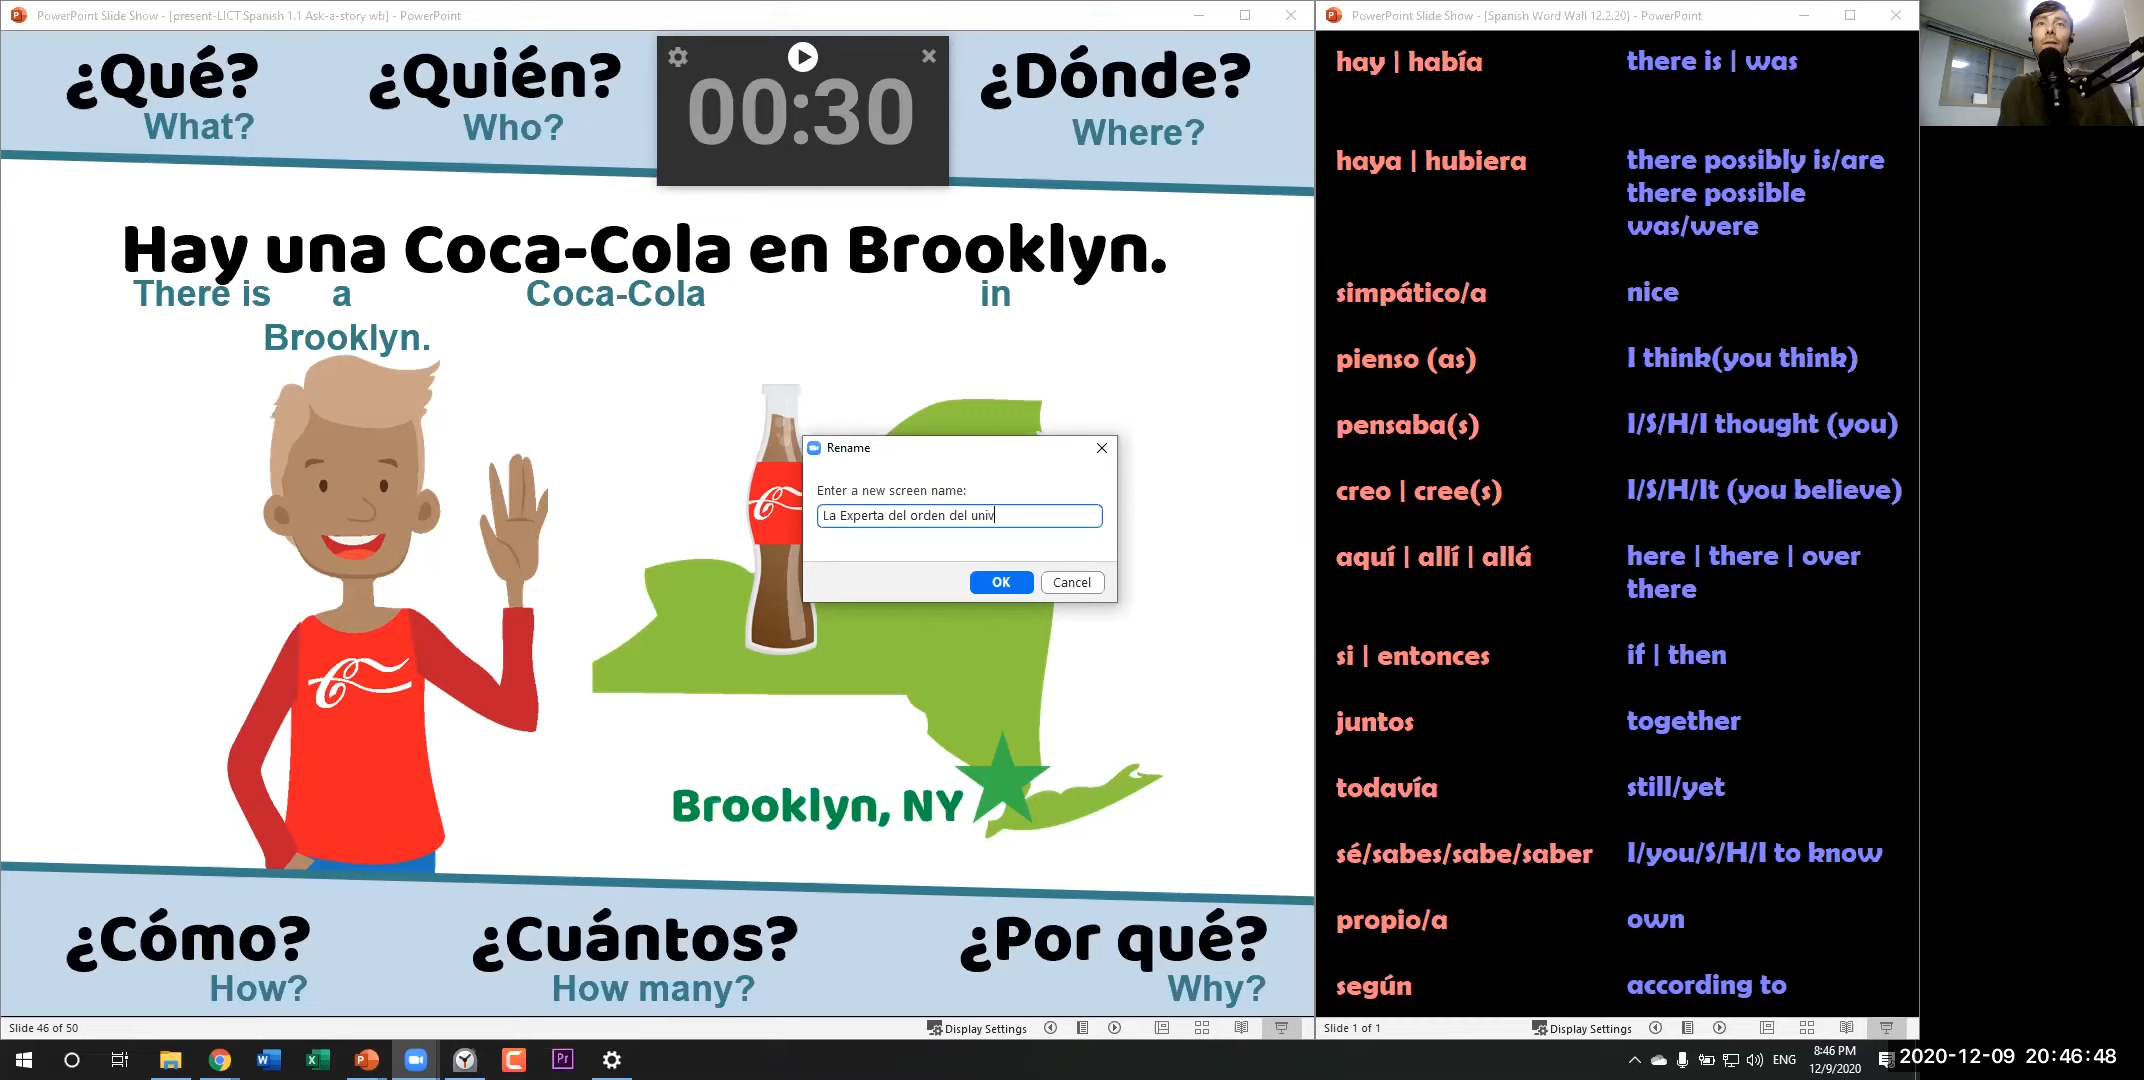 PowerPoint Slide Show - [present-LICT Spanish 1.1 Ask-a-story wb] - PowerPoint
¿Qué?
What?
¿Quién?
Who?
00:30
¿Dónde?
Where?
Hay una Coca-Cola en Brooklyn.
There is a Coca-Cola in
Brooklyn.
Rename
Enter a new screen name:
La Experta del orden del univ
OK
Cancel
Brooklyn, NY
¿Cómo?
How?
¿Cuántos?
How many?
¿Por qué?
Why?
Slide 46 of 50
Display Settings
PowerPoint Slide Show - [Spanish Word Wall 12.2.20] - PowerPoint
hay | había
there is | was
haya | hubiera
there possibly is/are
there possible
was/were
simpático/a
nice
pienso (as)
I think(you think)
pensaba(s)
I/S/H/I thought (you)
creo | cree(s)
I/S/H/It (you believe)
aquí | allí | allá
here | there | over
there
si | entonces
if | then
juntos
together
todavía
still/yet
sé/sabes/sabe/saber
I/you/S/H/I to know
propio/a
own
según
according to
Slide 1 of 1
Display Settings
ENG
8:46 PM
12/9/2020
2020-12-09 20:46:48